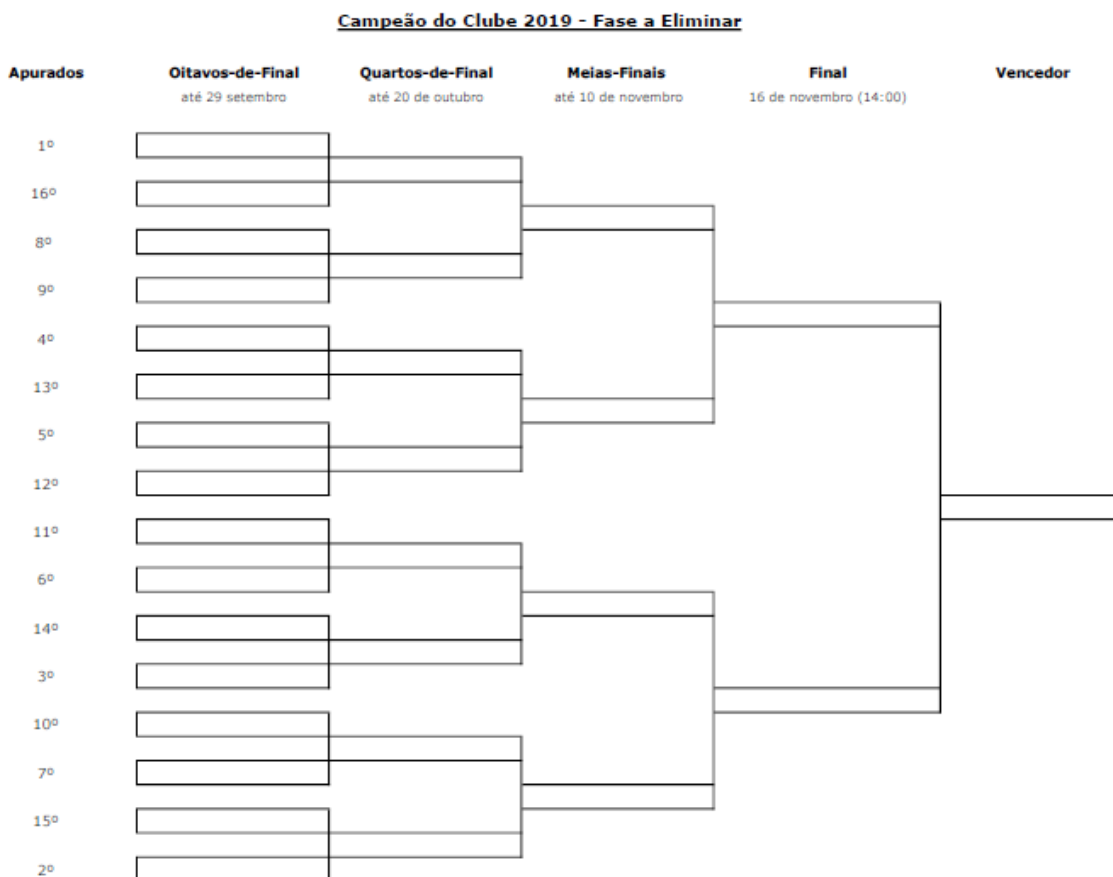 Campeão do Clube 2019 - Fase a Eliminar
Apurados Oitavos-de-Final Quartos-de-Final Meias-Finais Final Vencedor
até 29 setembro até 20 de outubro até 10 de novembro 16 de novembro (14:00)
1º
16º
8º
9º
4º
13º
5º
12º
11º
6º
14º
3º
10º
7º
15º
2º